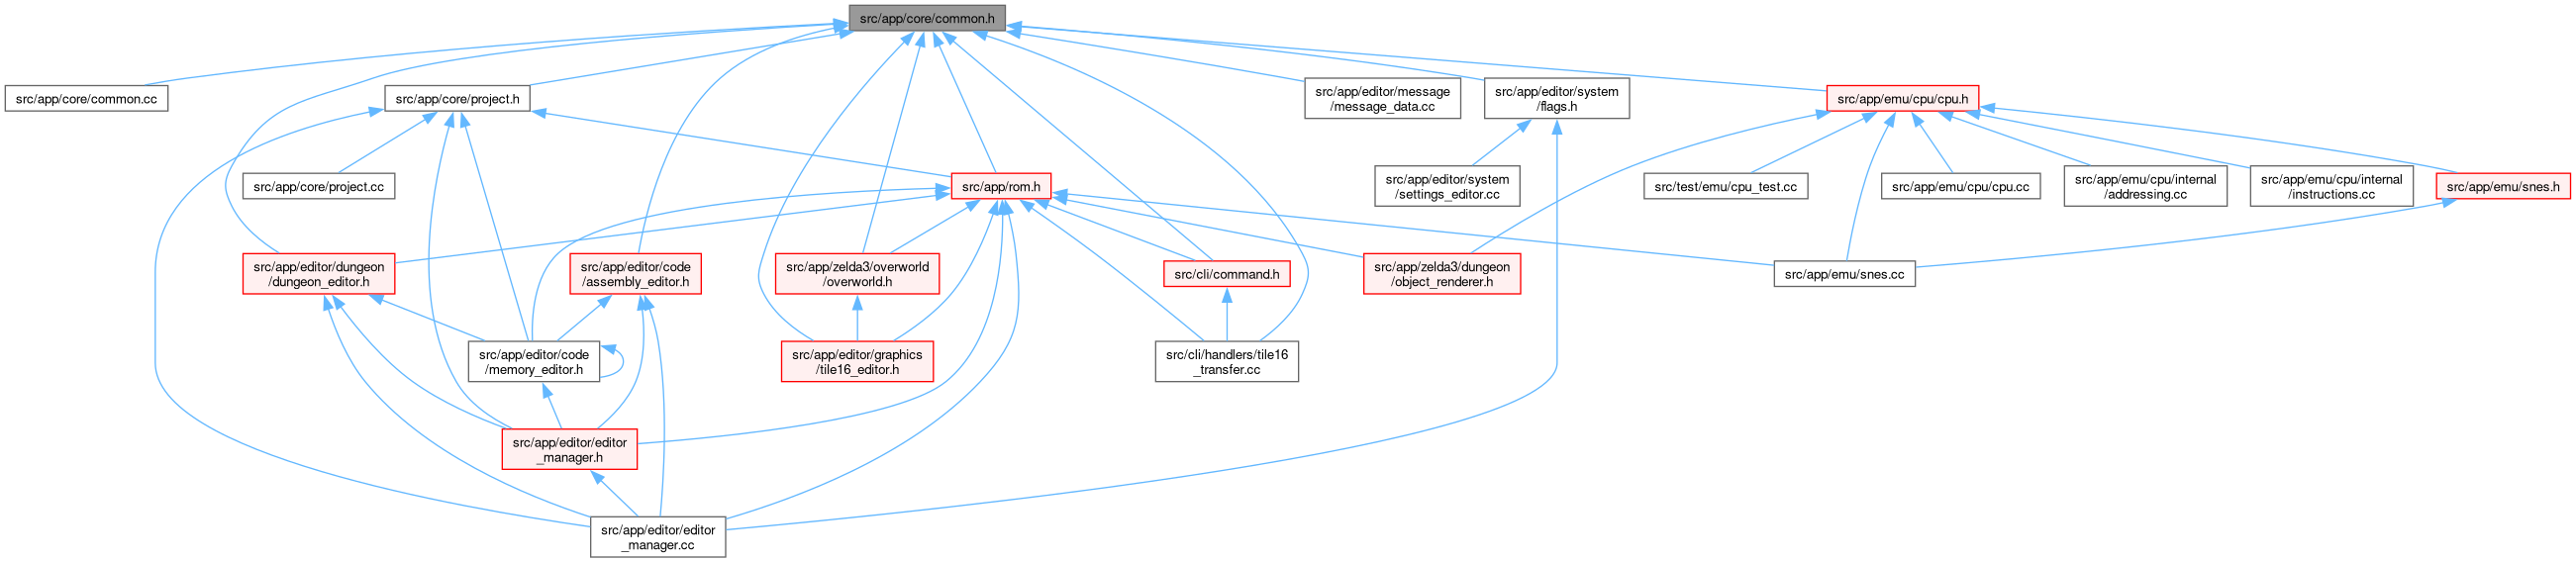 src/app/core/common.h
src/app/core/common.cc
src/app/core/project.h
src/app/editor/message
/message_data.cc
src/app/editor/system
/flags.h
src/app/emu/cpu/cpu.h
src/app/core/project.cc
src/app/rom.h
src/app/editor/system
/settings_editor.cc
src/test/emu/cpu_test.cc
src/app/emu/cpu/cpu.cc
src/app/emu/cpu/internal
/addressing.cc
src/app/emu/cpu/internal
/instructions.cc
src/app/emu/snes.h
src/app/editor/dungeon
/dungeon_editor.h
src/app/editor/code
/assembly_editor.h
src/app/zelda3/overworld
/overworld.h
src/cli/command.h
src/app/zelda3/dungeon
/object_renderer.h
src/app/emu/snes.cc
src/app/editor/code
/memory_editor.h
src/app/editor/graphics
/tile16_editor.h
src/cli/handlers/tile16
_transfer.cc
src/app/editor/editor
_manager.h
src/app/editor/editor
_manager.cc